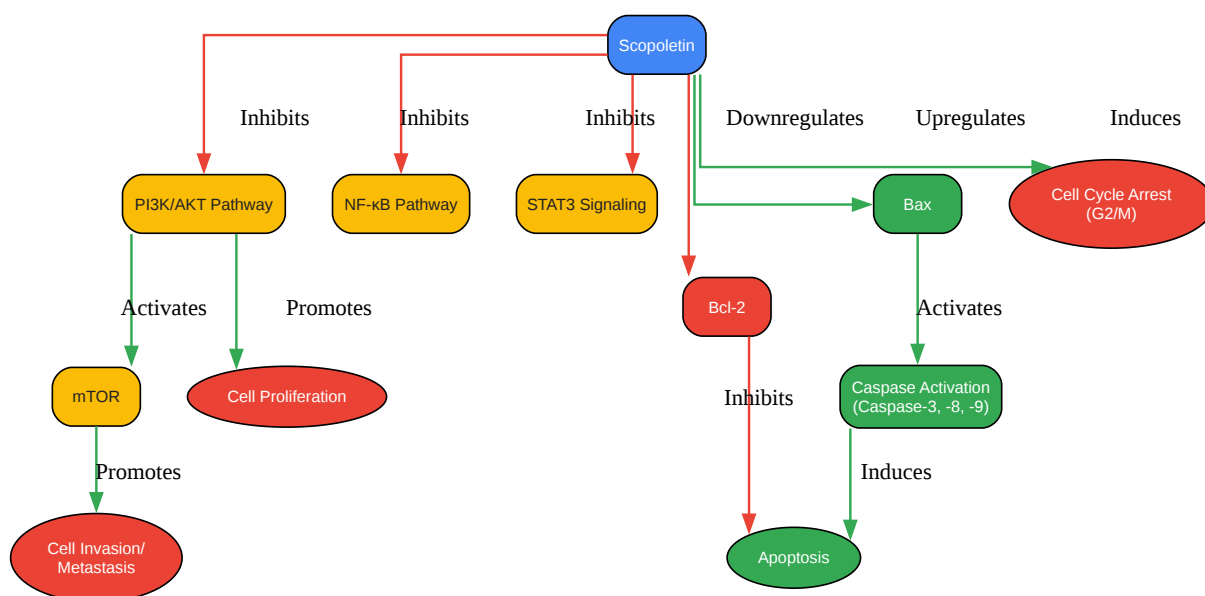 Scopoletin
Inhibits
Inhibits
Inhibits
Downregulates
Upregulates
Induces
PI3K/AKT Pathway
NF-κB Pathway
STAT3 Signaling
Bax
Cell Cycle Arrest
(G2/M)
Activates
Promotes
Bcl-2
Activates
mTOR
Cell Proliferation
Inhibits
Caspase Activation
(Caspase-3, -8, -9)
Promotes
Induces
Cell Invasion/
Metastasis
Apoptosis